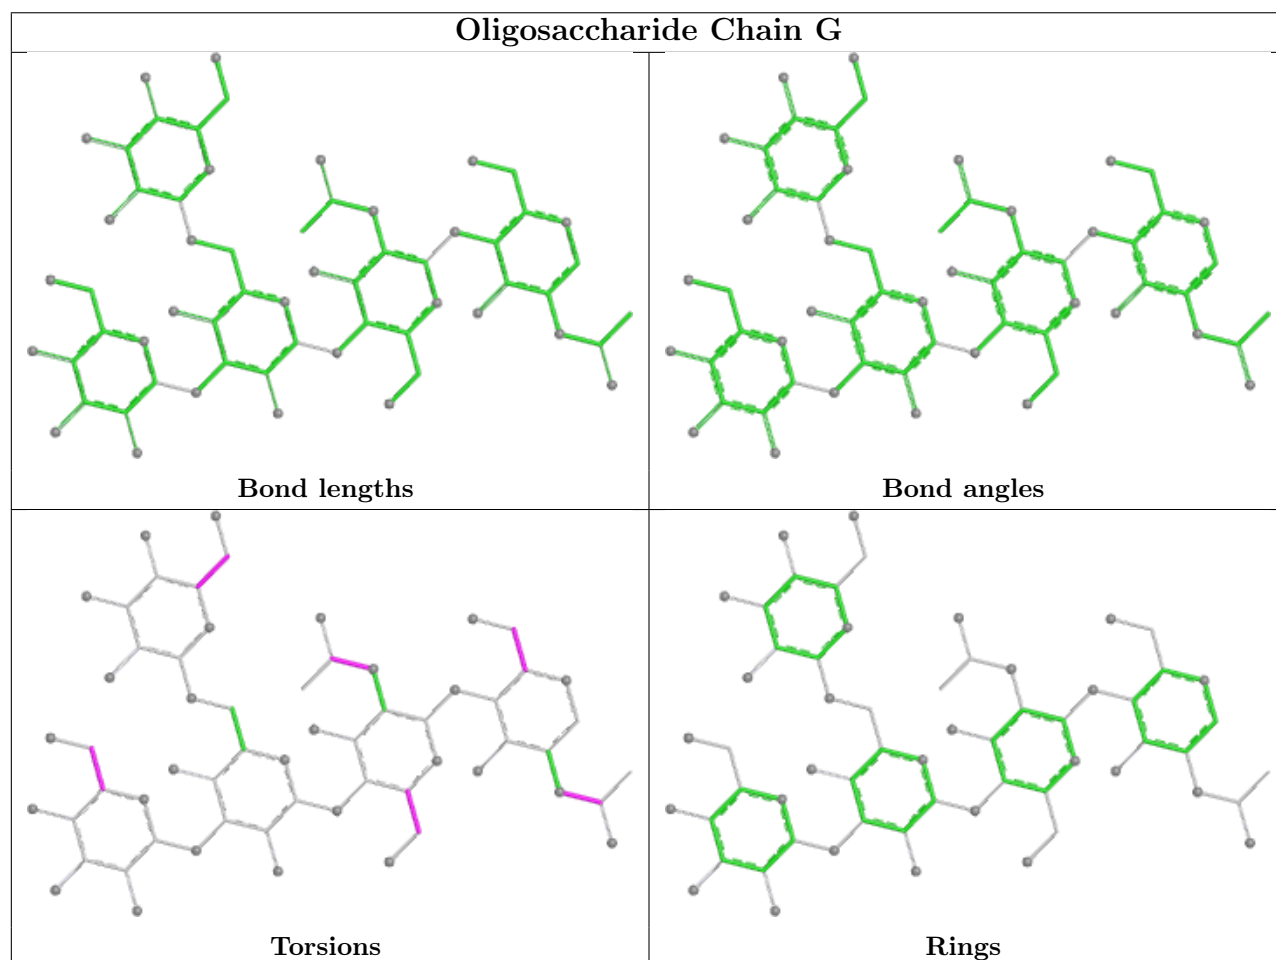 Oligosaccharide Chain G
Bond lengths
Bond angles
Torsions
Rings